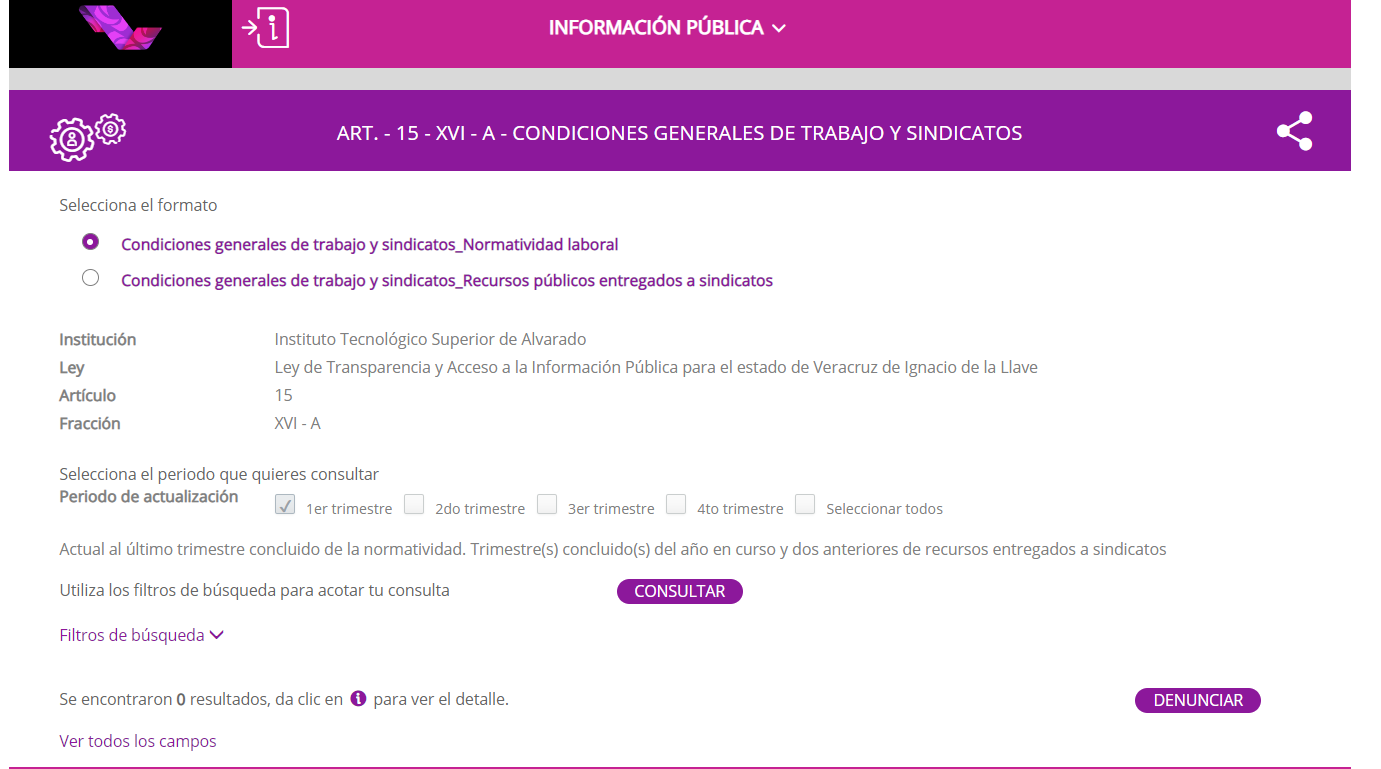 INFORMACIÓN PÚBLICA
ART. - 15 - XVI - A - CONDICIONES GENERALES DE TRABAJO Y SINDICATOS
Selecciona el formato
Condiciones generales de trabajo y sindicatos_Normatividad laboral
Condiciones generales de trabajo y sindicatos_Recursos públicos entregados a sindicatos
Institución Instituto Tecnológico Superior de Alvarado
Ley Ley de Transparencia y Acceso a la Información Pública para el estado de Veracruz de Ignacio de la Llave
Artículo 15
Fracción XVI - A
Selecciona el periodo que quieres consultar
Periodo de actualización 1er trimestre 2do trimestre 3er trimestre 4to trimestre Seleccionar todos
Actual al último trimestre concluido de la normatividad. Trimestre(s) concluido(s) del año en curso y dos anteriores de recursos entregados a sindicatos
Utiliza los filtros de búsqueda para acotar tu consulta CONSULTAR
Filtros de búsqueda
Se encontraron 0 resultados, da clic en i para ver el detalle. DENUNCIAR
Ver todos los campos